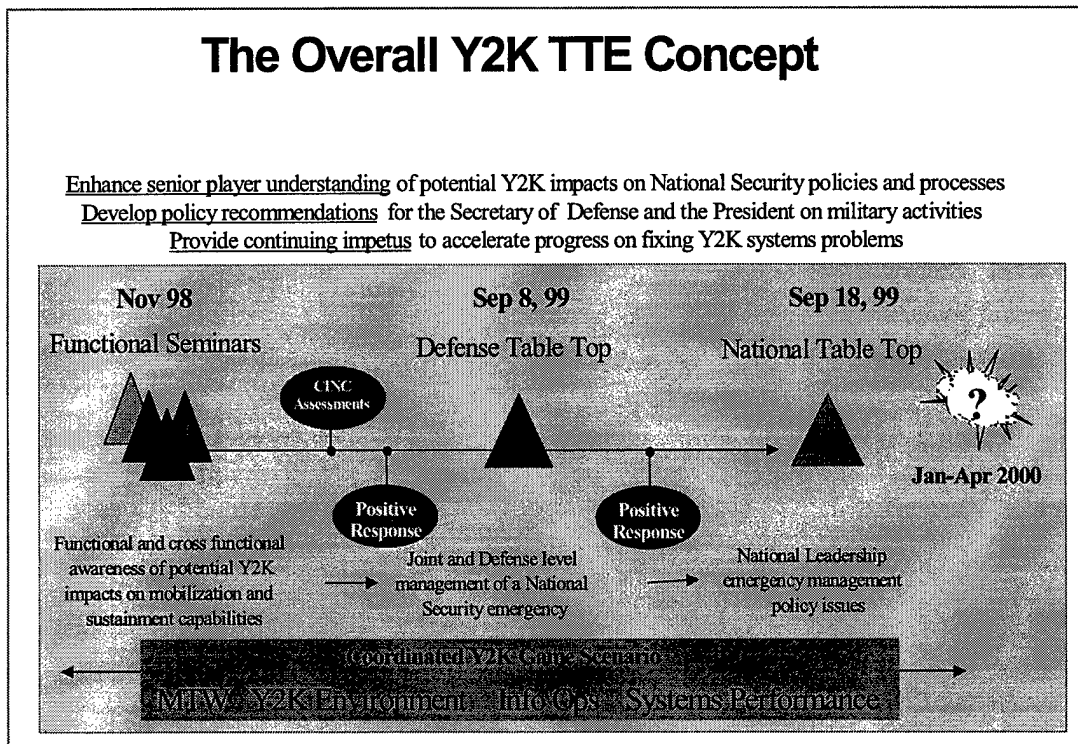 The Overall Y2K TTE Concept
Enhance senior player understanding of potential Y2K impacts on National Security policies and processes
Develop policy recommendations for the Secretary of Defense and the President on military activities
Provide continuing impetus to accelerate progress on fixing Y2K systems problems
Nov 98
Sep 8, 99
Sep 18, 99
Functional Seminars
Defense Table Top
National Table Top
CINC
Assessments
?
Jan-Apr 2000
Positive
Response
Positive
Response
Functional and cross functional
awareness of potential Y2K
impacts on mobilization and
sustainment capabilities
Joint and Defense level
management of a National
Security emergency
National Leadership
emergency management
policy issues
Coordinated Y2K Game Scenario
MTW Y2K Environment Info Ops Systems Performance